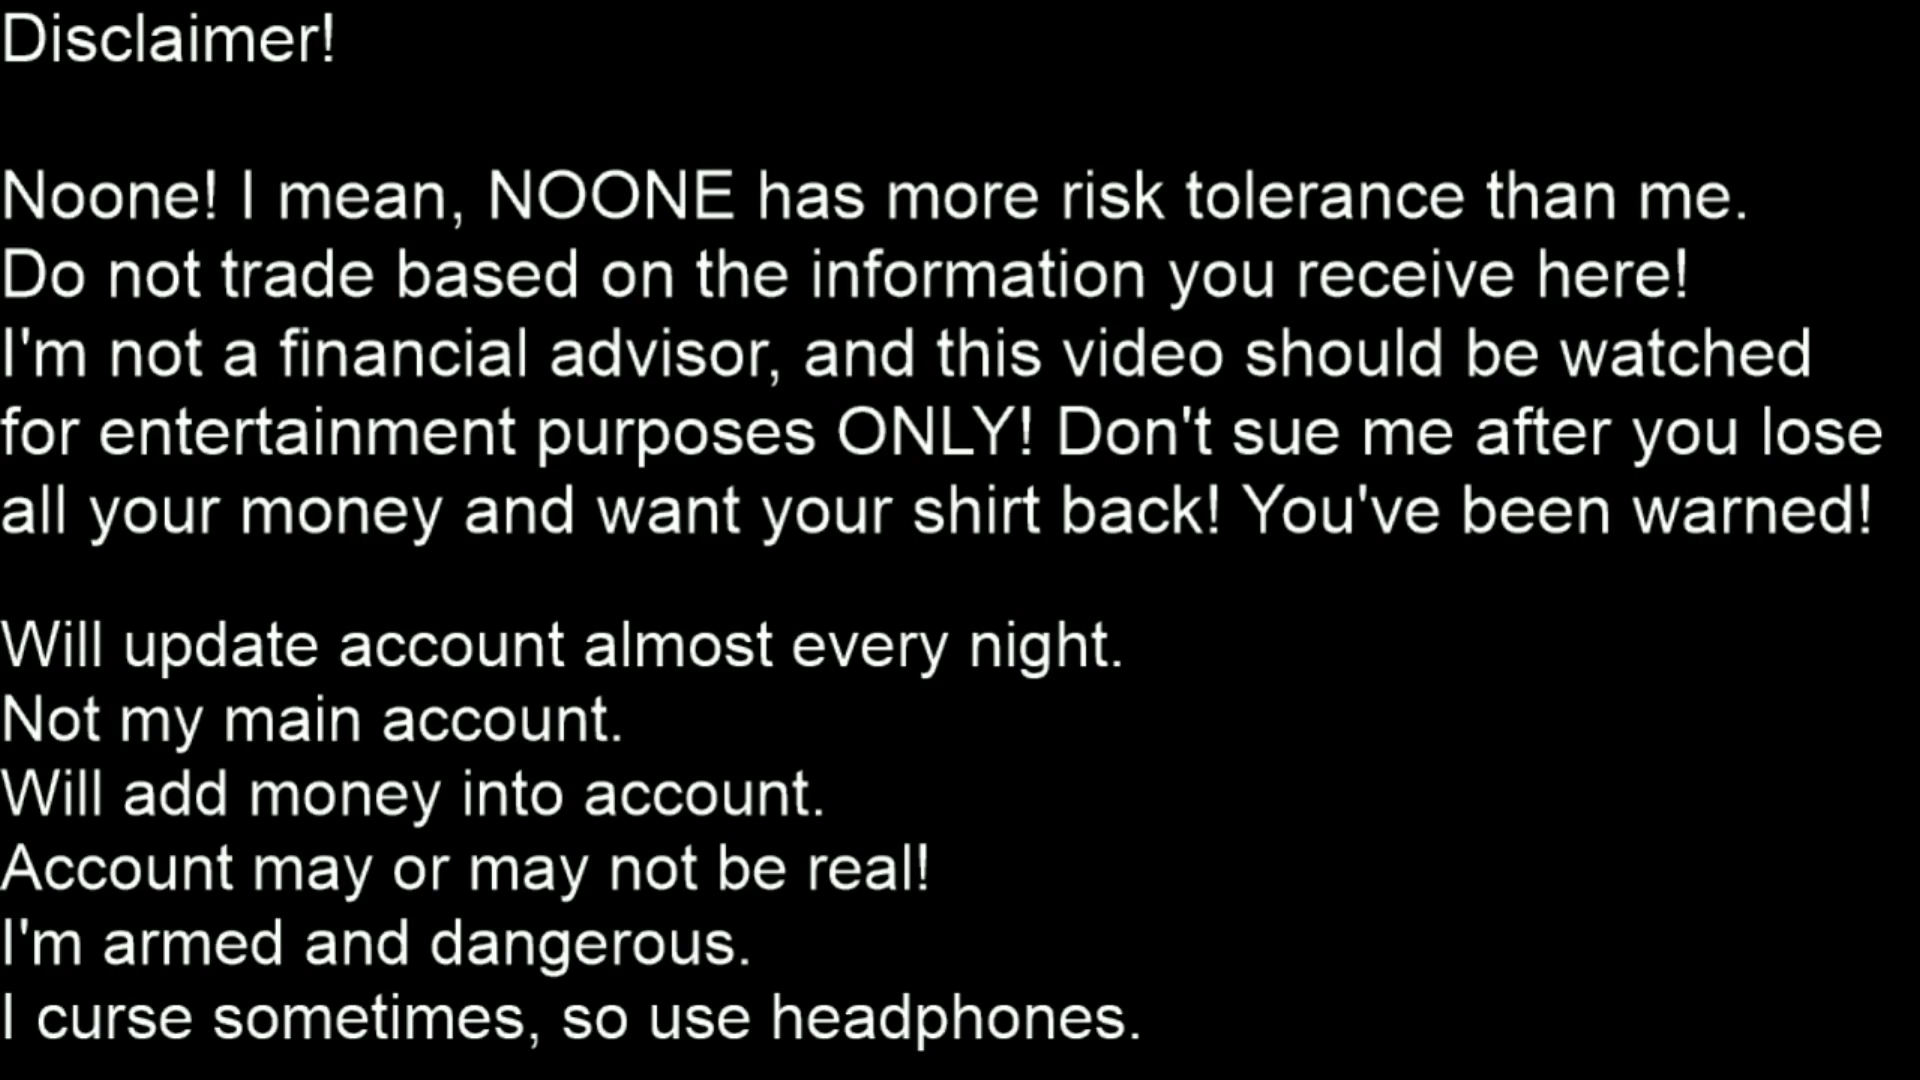 Disclaimer!
Noone! I mean, NOONE has more risk tolerance than me.
Do not trade based on the information you receive here!
I'm not a financial advisor, and this video should be watched
for entertainment purposes ONLY! Don't sue me after you lose
all your money and want your shirt back! You've been warned!
Will update account almost every night.
Not my main account.
Will add money into account.
Account may or may not be real!
I'm armed and dangerous.
I curse sometimes, so use headphones.